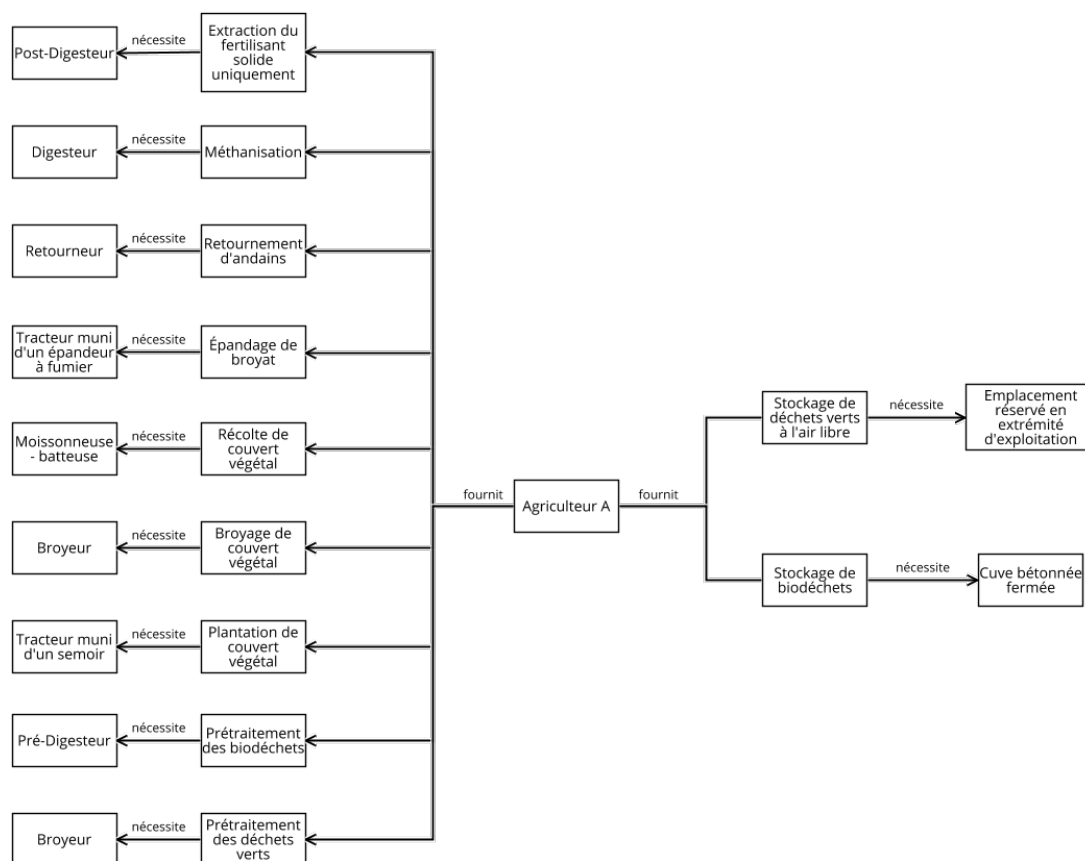 Post-Digesteur
nécessite
Extraction du
fertilisant
solide
uniquement
Digesteur
nécessite
Méthanisation
Retourneur
nécessite
Retournement
d'andains
Tracteur muni
d'un épandeur
à fumier
nécessite
Épandage de
broyat
Moissonneuse
- batteuse
nécessite
Récolte de
couvert
végétal
Broyeur
nécessite
Broyage de
couvert
végétal
Tracteur muni
d'un semoir
nécessite
Plantation de
couvert
végétal
Pré-Digesteur
nécessite
Prétraitement
des biodéchets
Broyeur
nécessite
Prétraitement
des déchets
verts
fournit
Agriculteur A
fournit
Stockage de
déchets verts
à l'air libre
nécessite
Emplacement
réservé en
extrémité
d'exploitation
Stockage de
biodéchets
nécessite
Cuve bétonnée
fermée